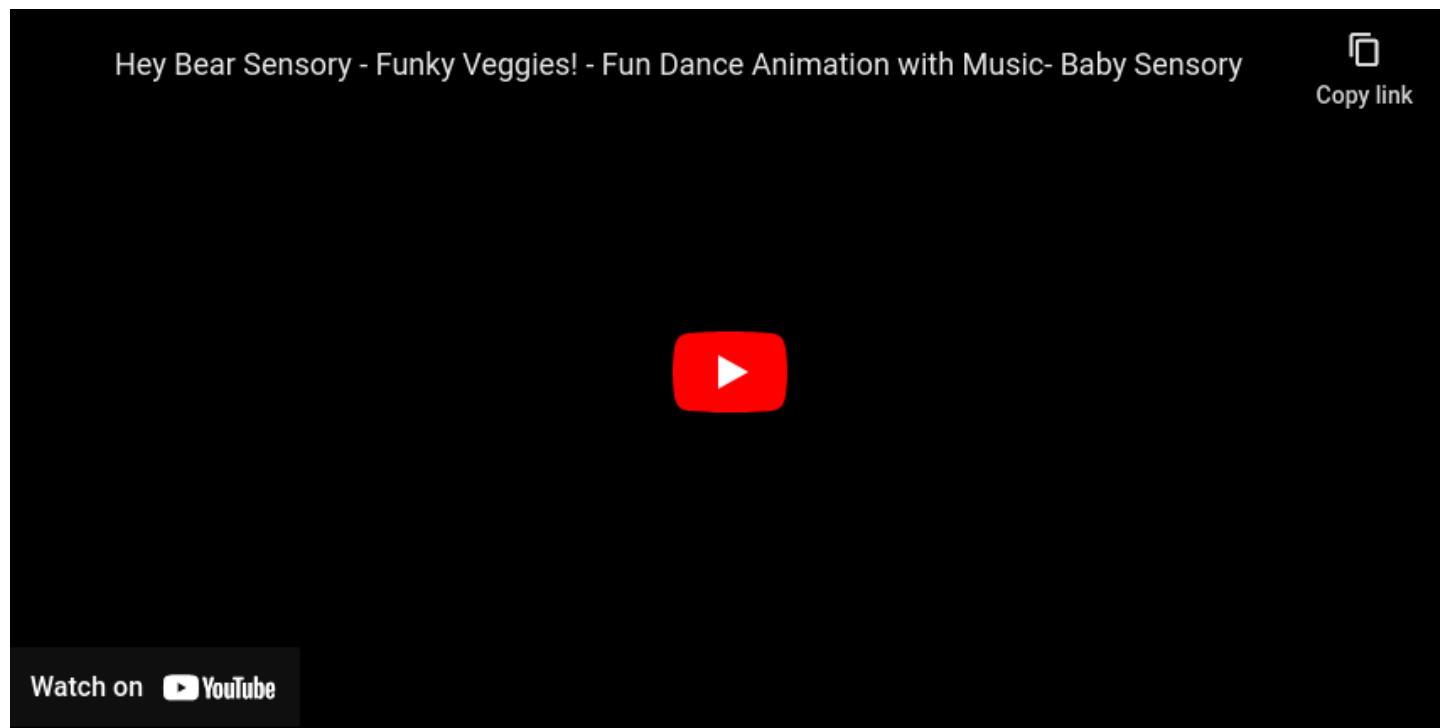 Hey Bear Sensory - Funky Veggies! - Fun Dance Animation with Music- Baby Sensory
Copy link
Watch on YouTube